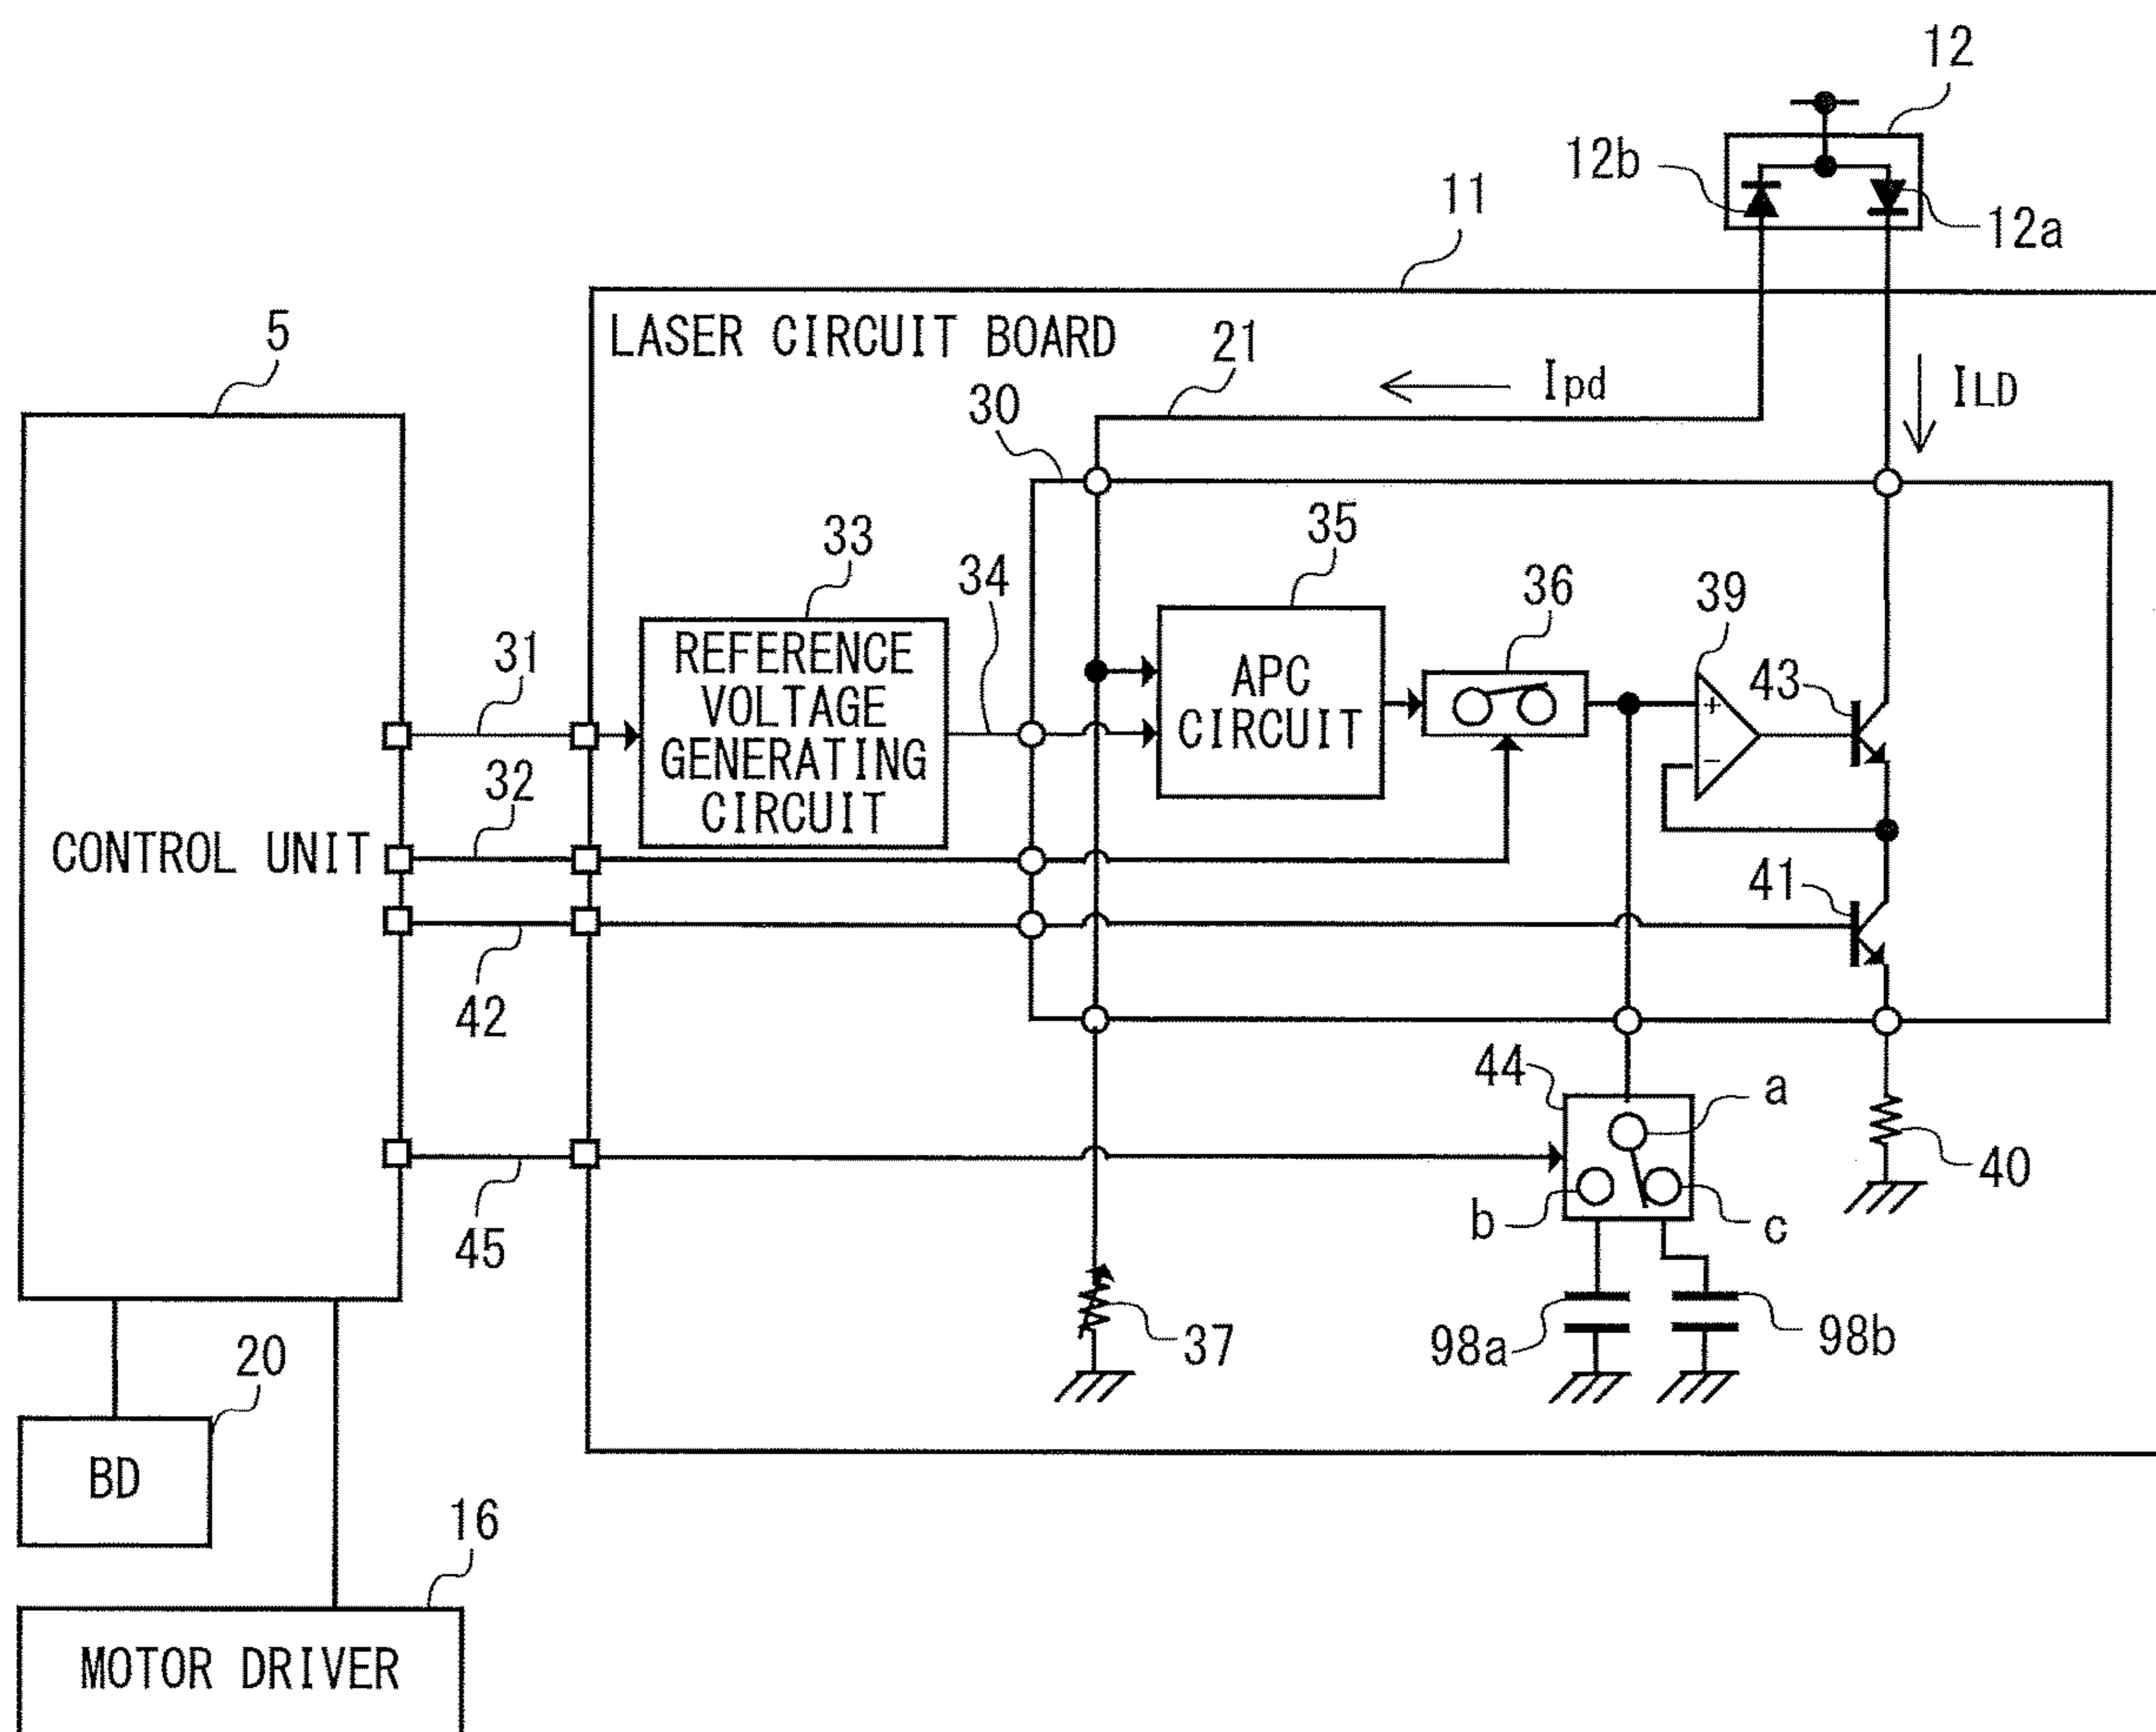 12
12b
12a
11
5
LASER CIRCUIT BOARD
21
Ipd
ILD
30
33
35
34
36
39
31
REFERENCE
VOLTAGE
GENERATING
CIRCUIT
APC
CIRCUIT
+
-
43
32
CONTROL UNIT
41
42
44
a
45
b
c
40
20
37
98a
98b
BD
16
MOTOR DRIVER